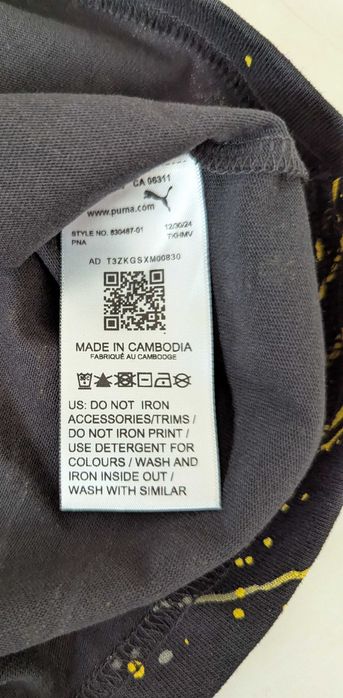 CA 06311
www.puma.com
STYLE NO. 830487-01 12/30/24
PNA TXHMV
AD T3ZKGSXM00830
MADE IN CAMBODIA
FABRIQUÉ AU CAMBODGE
US: DO NOT IRON
ACCESSORIES/TRIMS /
DO NOT IRON PRINT /
USE DETERGENT FOR
COLOURS / WASH AND
IRON INSIDE OUT /
WASH WITH SIMILAR